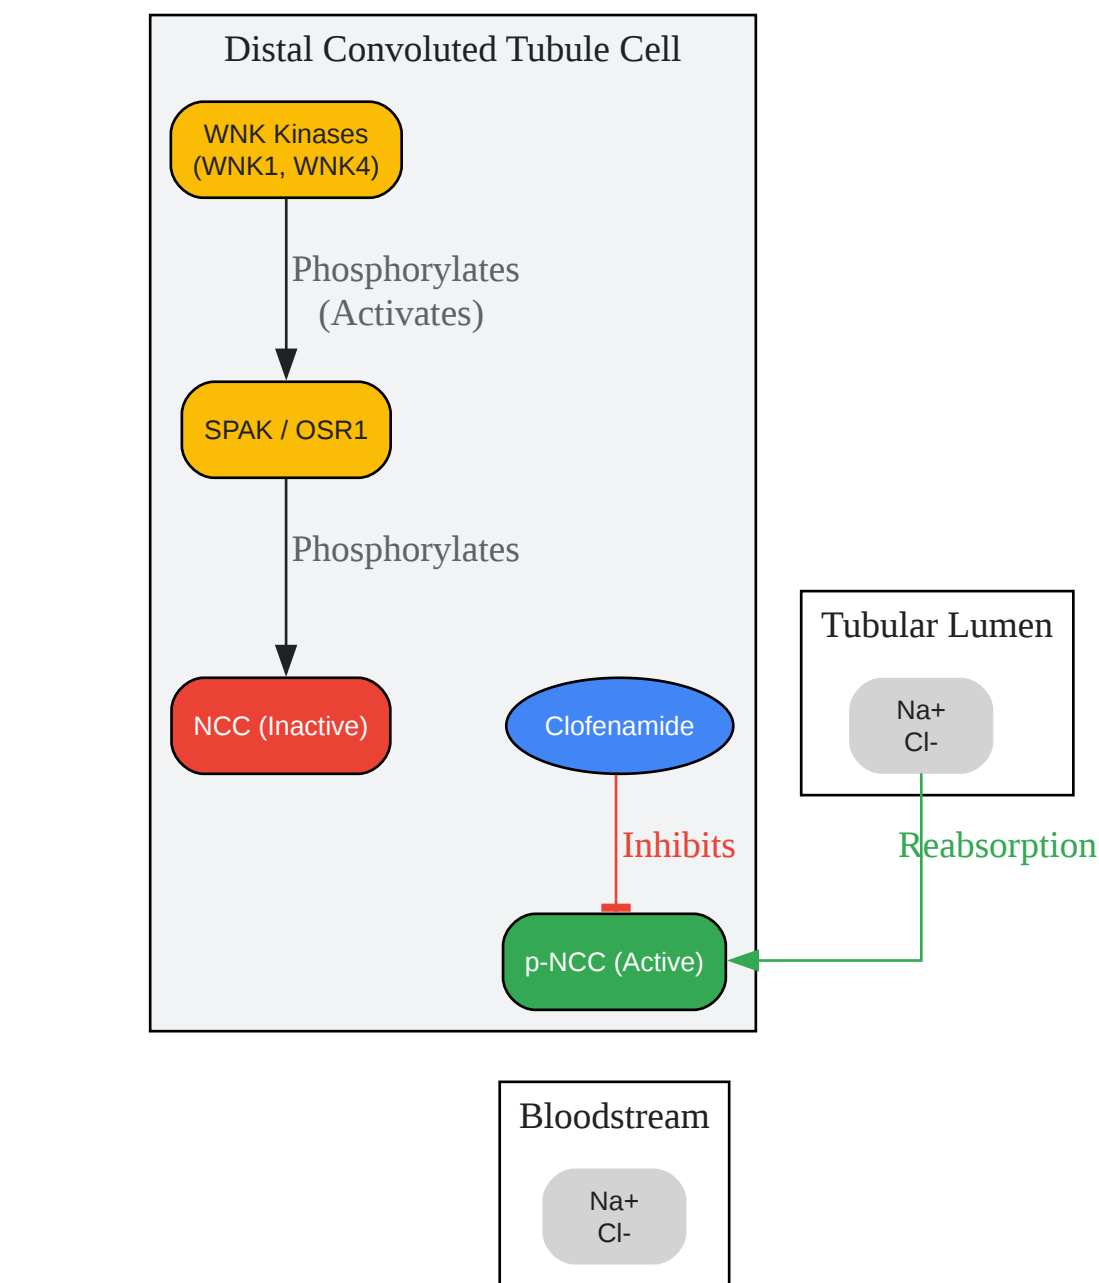 Distal Convoluted Tubule Cell
WNK Kinases
(WNK1, WNK4)
Phosphorylates
(Activates)
SPAK / OSR1
Phosphorylates
NCC (Inactive)
Clofenamide
Tubular Lumen
Na+
Cl-
Inhibits
Reabsorption
p-NCC (Active)
Bloodstream
Na+
Cl-